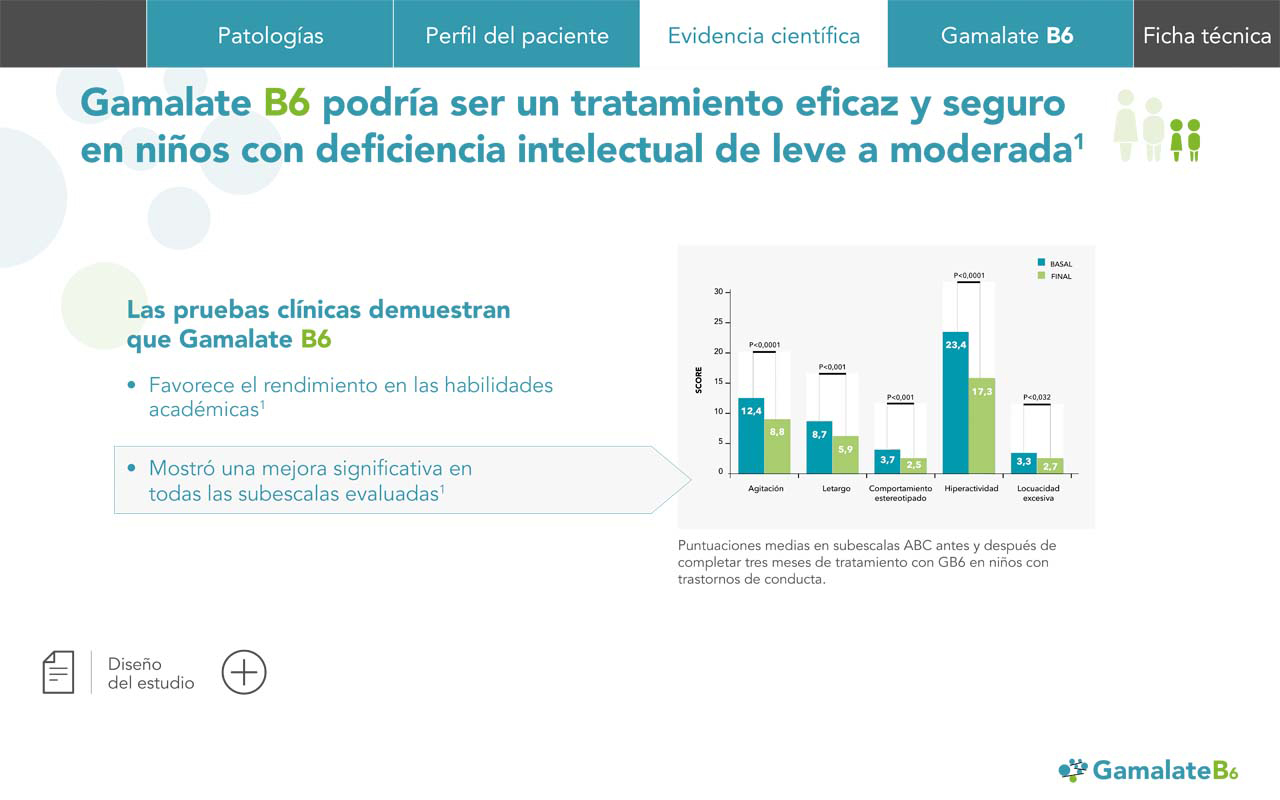 Patologías
Perfil del paciente
Evidencia científica
Gamalate B6
Ficha técnica
Gamalate B6 podría ser un tratamiento eficaz y seguro
en niños con deficiencia intelectual de leve a moderada¹
Las pruebas clínicas demuestran
que Gamalate B6
• Favorece el rendimiento en las habilidades
académicas¹
• Mostró una mejora significativa en
todas las subescalas evaluadas¹
BASAL
FINAL
SCORE
30
25
20
15
10
5
0
P<0,0001
P<0,001
P<0,001
P<0,0001
P<0,032
12,4
8,8
8,7
5,9
3,7
2,5
23,4
17,3
3,3
2,7
Agitación
Letargo
Comportamiento
estereotipado
Hiperactividad
Locuacidad
excesiva
Puntuaciones medias en subescalas ABC antes y después de
completar tres meses de tratamiento con GB6 en niños con
trastornos de conducta.
Diseño
del estudio
GamalateB6